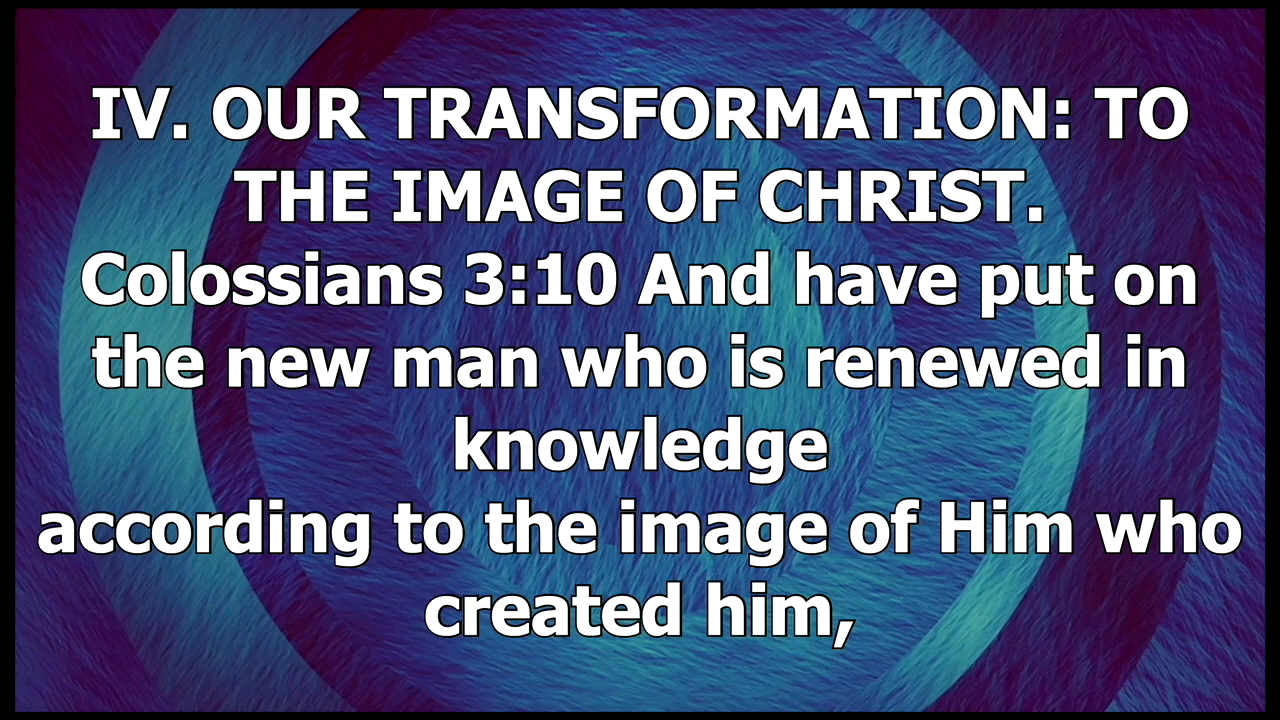 IV. OUR TRANSFORMATION: TO
THE IMAGE OF CHRIST.
Colossians 3:10 And have put on
the new man who is renewed in
knowledge
according to the image of Him who
created him,